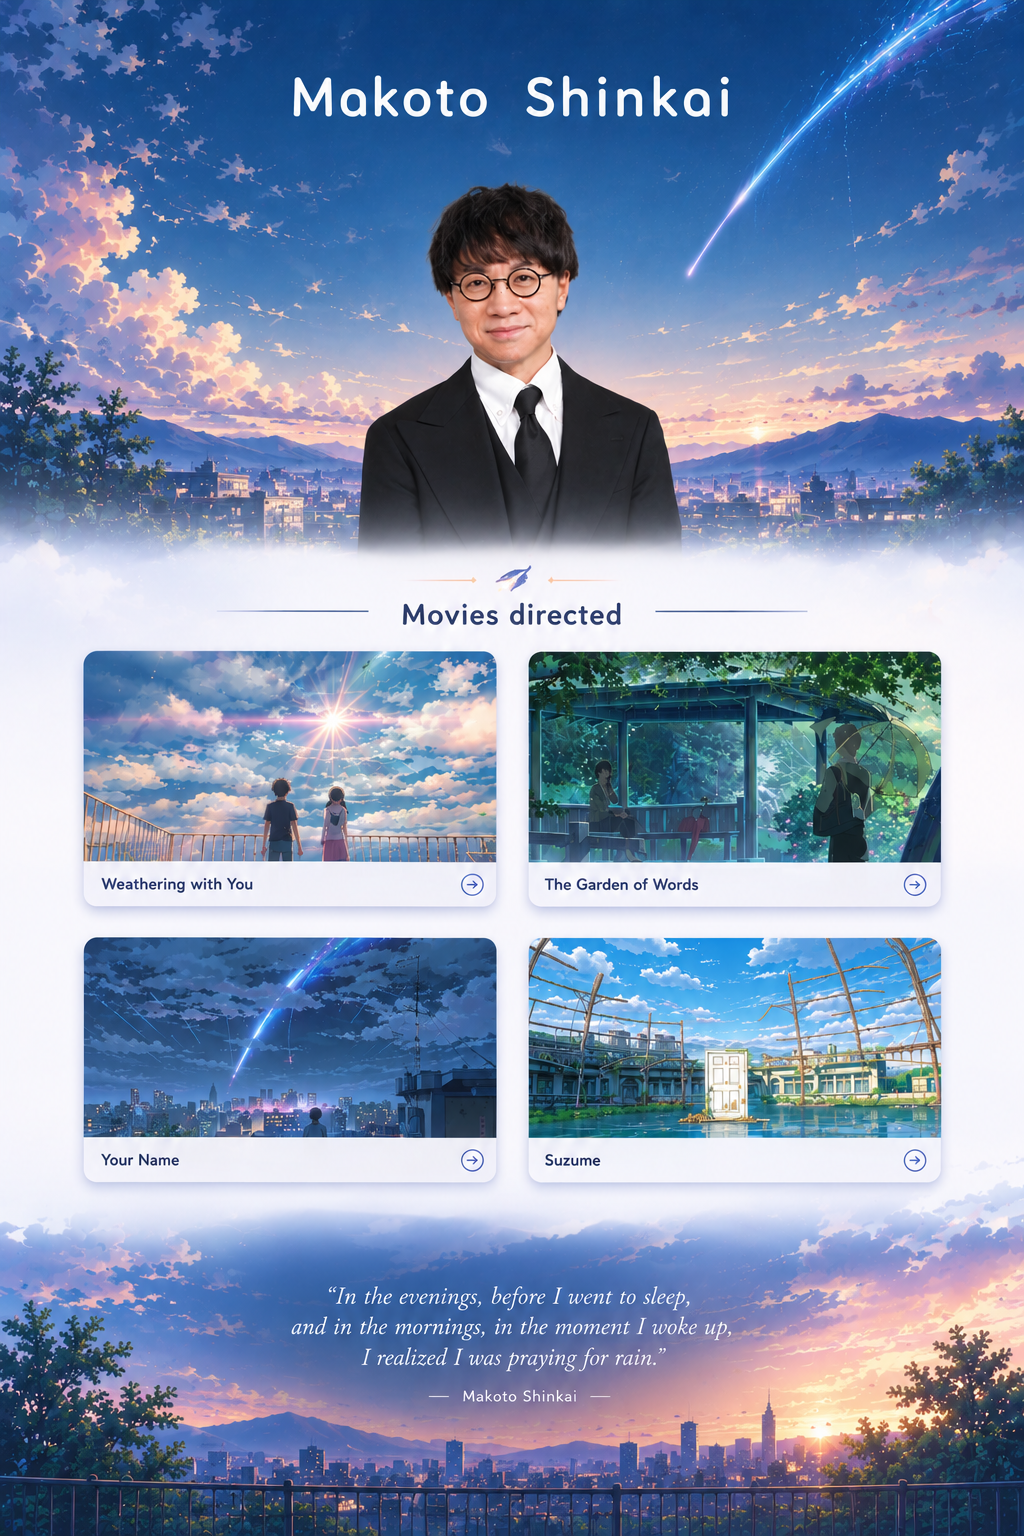 Makoto Shinkai
Movies directed
Weathering with You
The Garden of Words
Your Name
Suzume
“In the evenings, before I went to sleep,
and in the mornings, in the moment I woke up,
I realized I was praying for rain.”
Makoto Shinkai